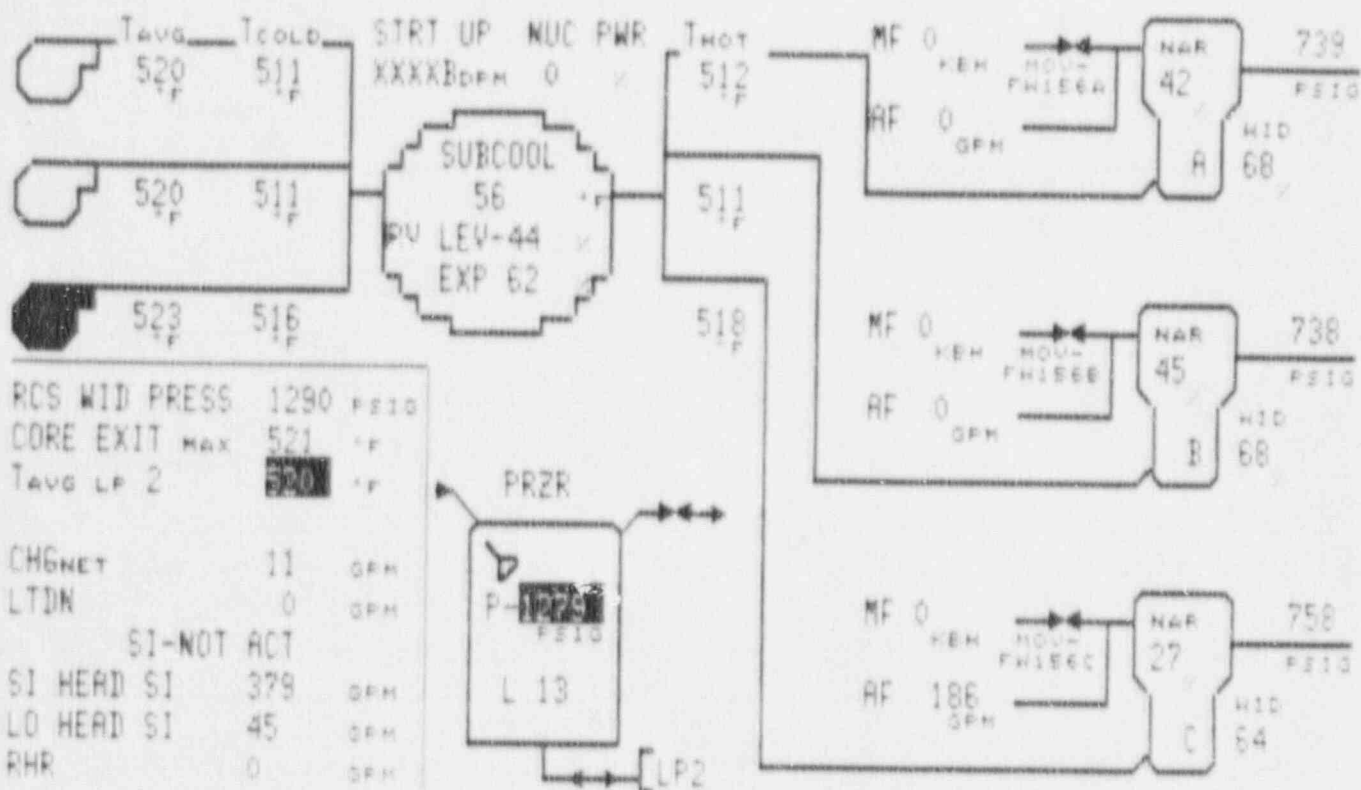 TAVG TCOLD STRT UP NUC PWR THOT MF 0 KBH MOV-FW156A NAR 42 % 739 PSIG
520 °F 511 °F XXXXBDPM 0 % 512 °F
AF 0 GPM A WID 68 %
SUBCOOL
520 °F 511 °F 56 °F 511 °F
RV LEV-44 %
EXP 62 %
523 °F 516 °F 518 °F
MF 0 KBH MOV-FW156B NAR 45 % 738 PSIG
AF 0 GPM B WID 68 %
RCS WID PRESS 1290 PSIG
CORE EXIT MAX 521 °F
TAVG LP 2 520 °F
CHGNET 11 GPM
LTDN 0 GPM
SI-NOT ACT
SI HEAD SI 379 GPM
LO HEAD SI 45 GPM
RHR 0 GPM
PRZR
P- PSIG
L 13
LP2
MF 0 KBH MOV-FW156C NAR 27 % 758 PSIG
AF 186 GPM C WID 64